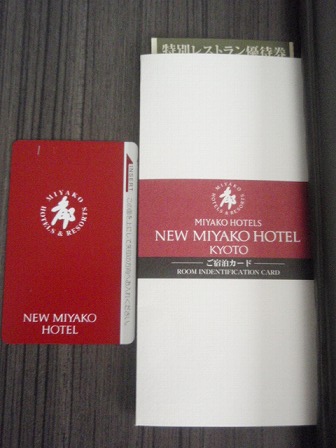 特別レストラン優待券
MIYAKO
都
HOTELS & RESORTS
MIYAKO HOTELS
NEW MIYAKO HOTEL
KYOTO
ご宿泊カード
ROOM INDENTIFICATION CARD
INSERT
MIYAKO
都
HOTELS & RESORTS
NEW MIYAKO
HOTEL